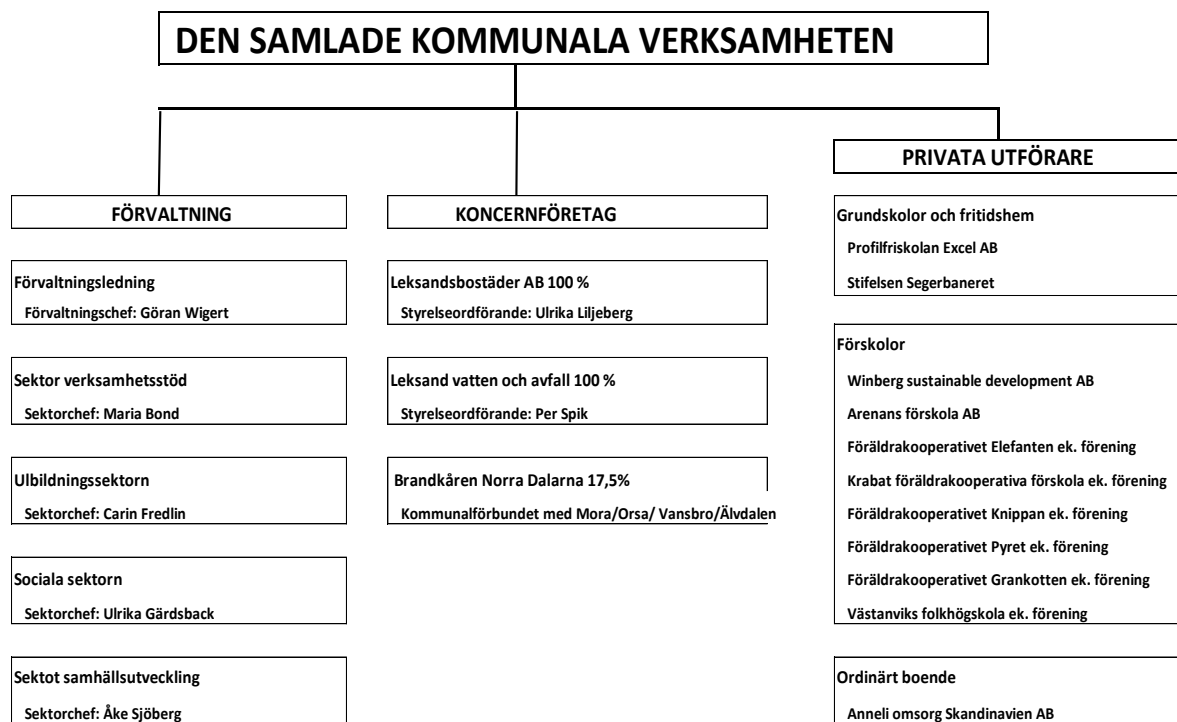 DEN SAMLADE KOMMUNALA VERKSAMHETEN
FÖRVALTNING
Förvaltningsledning
Förvaltningschef: Göran Wigert
Sektor verksamhetsstöd
Sektorchef: Maria Bond
Ulbildningssektorn
Sektorchef: Carin Fredlin
Sociala sektorn
Sektorchef: Ulrika Gärdsback
Sektot samhällsutveckling
Sektorchef: Åke Sjöberg
KONCERNFÖRETAG
Leksandsbostäder AB 100 %
Styrelseordförande: Ulrika Liljeberg
Leksand vatten och avfall 100 %
Styrelseordförande: Per Spik
Brandkåren Norra Dalarna 17,5%
Kommunalförbundet med Mora/Orsa/ Vansbro/Älvdalen
PRIVATA UTFÖRARE
Grundskolor och fritidshem
Profilfriskolan Excel AB
Stifelsen Segerbaneret
Förskolor
Winberg sustainable development AB
Arenans förskola AB
Föräldrakooperativet Elefanten ek. förening
Krabat föräldrakooperativa förskola ek. förening
Föräldrakooperativet Knippan ek. förening
Föräldrakooperativet Pyret ek. förening
Föräldrakooperativet Grankotten ek. förening
Västanviks folkhögskola ek. förening
Ordinärt boende
Anneli omsorg Skandinavien AB